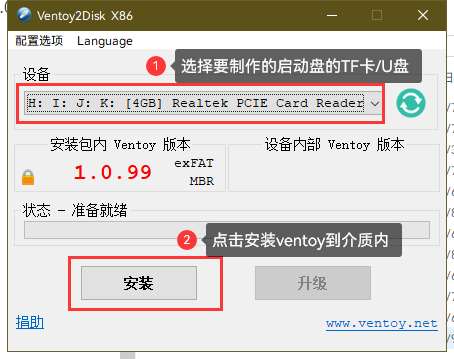 Ventoy2Disk X86
配置选项 Language
1 选择要制作的启动盘的TF卡/U盘
设备
H: I: J: K: [4GB] Realtek PCIE Card Reader
安装包内 Ventoy 版本
设备内部 Ventoy 版本
1.0.99
exFAT
MBR
状态 - 准备就绪
2 点击安装ventoy到介质内
安装
升级
捐助
www.ventoy.net